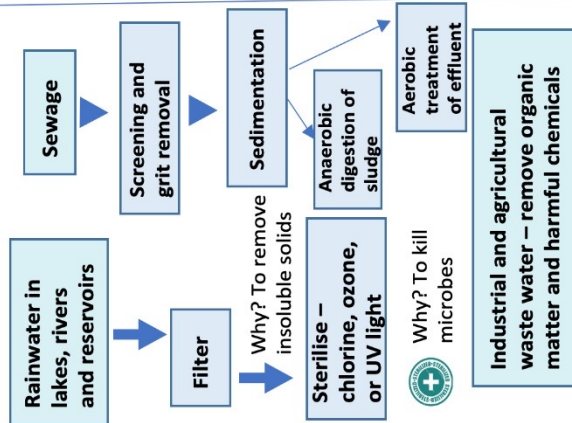 Rainwater in
lakes, rivers
and reservoirs
Filter
Why? To remove
insoluble solids
Sterilise –
chlorine, ozone,
or UV light
Why? To kill
microbes
Sewage
Screening and
grit removal
Sedimentation
Anaerobic
digestion of
sludge
Aerobic
treatment
of effluent
Industrial and agricultural
waste water – remove organic
matter and harmful chemicals